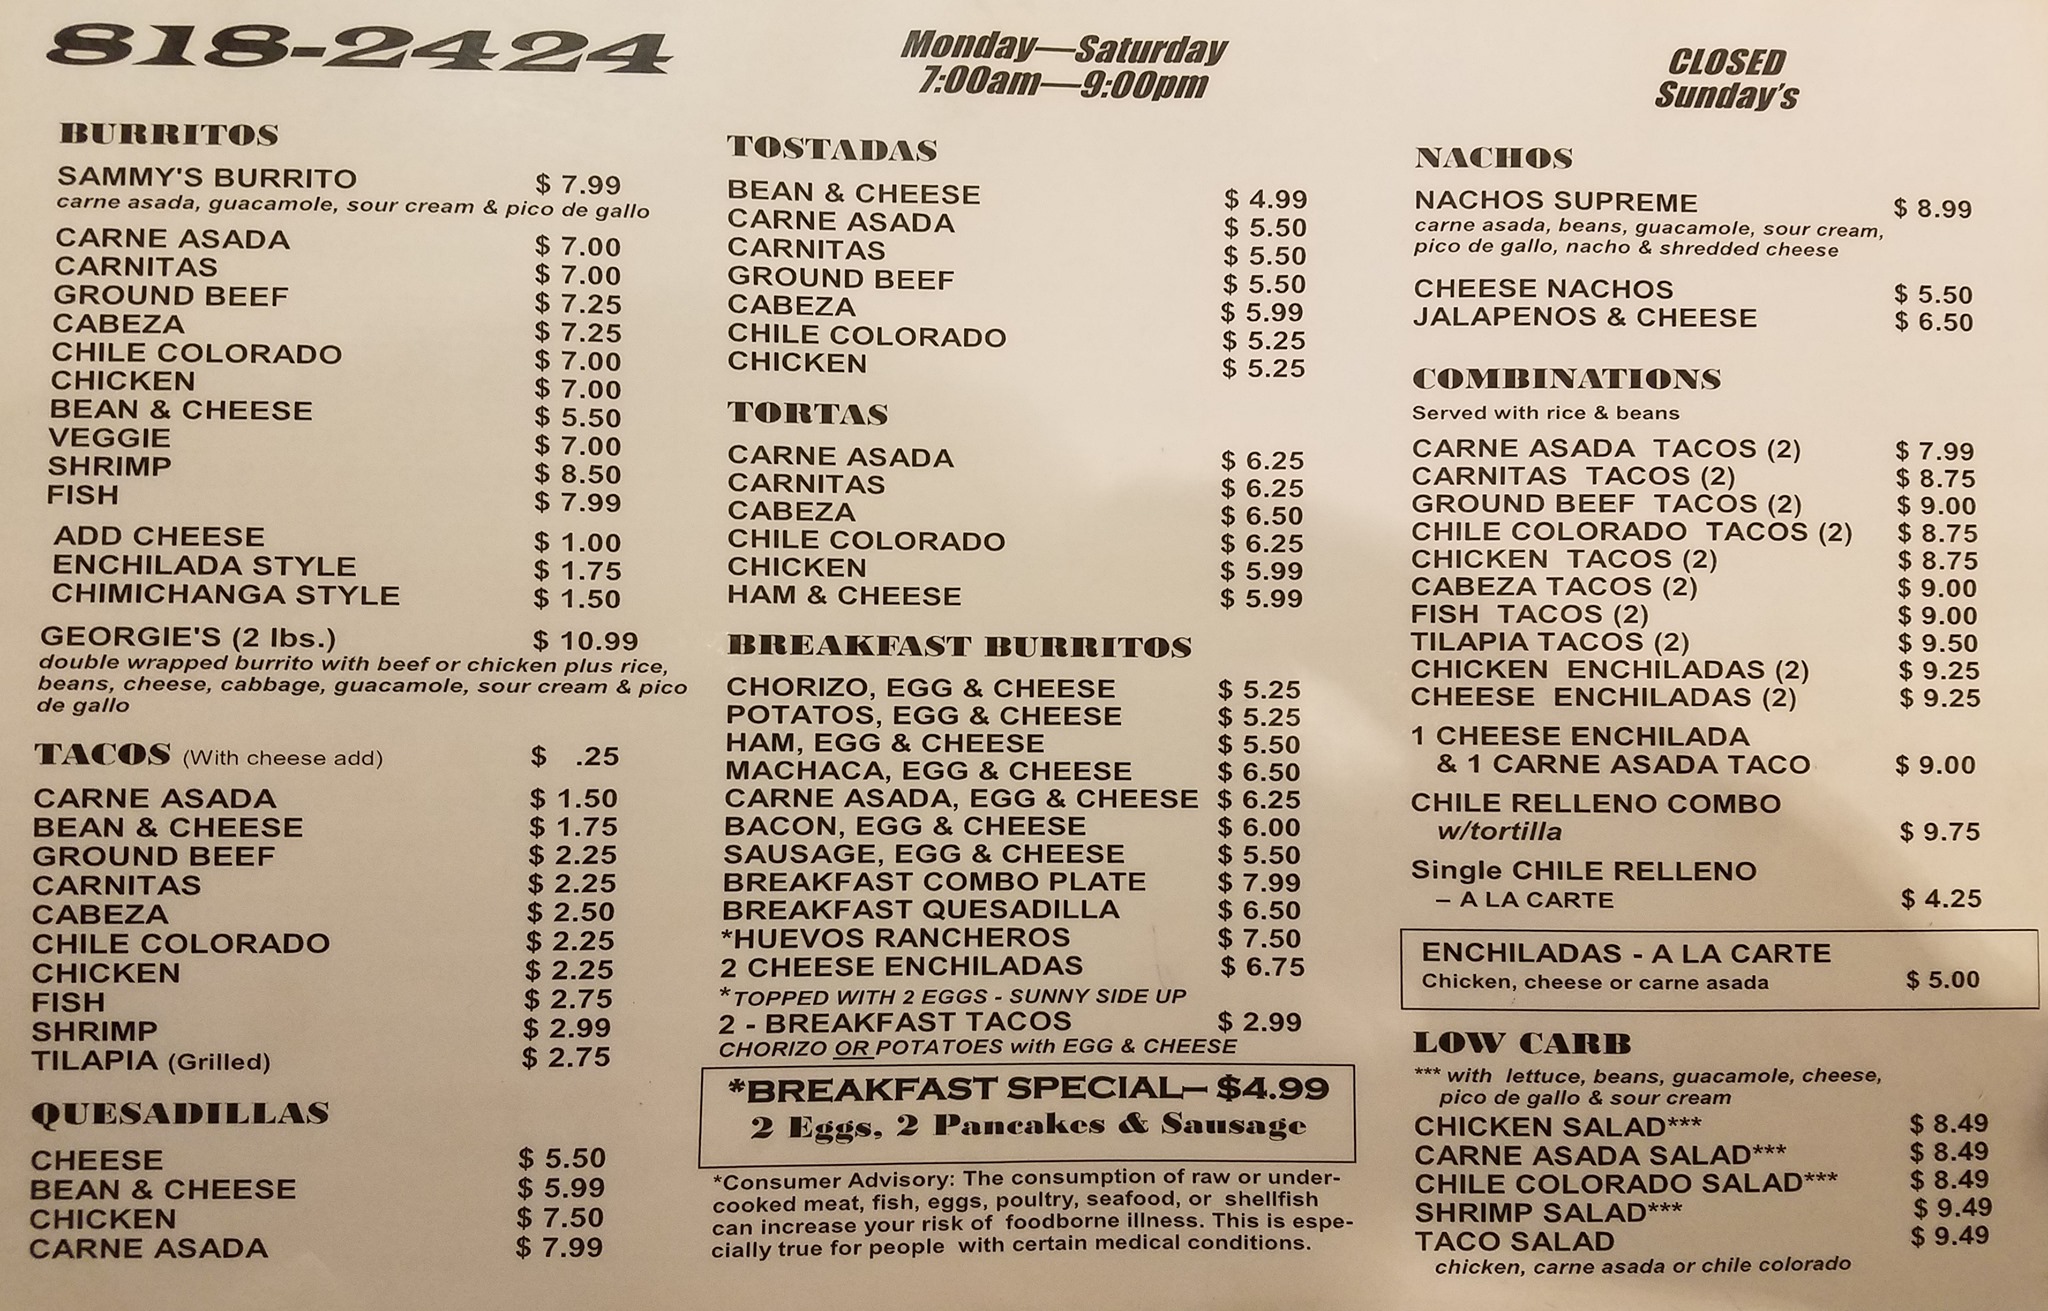 818-2424
Monday—Saturday
7:00am—9:00pm
CLOSED
Sunday's
BURRITOS
SAMMY'S BURRITO $ 7.99
carne asada, guacamole, sour cream & pico de gallo
CARNE ASADA $ 7.00
CARNITAS $ 7.00
GROUND BEEF $ 7.25
CABEZA $ 7.25
CHILE COLORADO $ 7.00
CHICKEN $ 7.00
BEAN & CHEESE $ 5.50
VEGGIE $ 7.00
SHRIMP $ 8.50
FISH $ 7.99
ADD CHEESE $ 1.00
ENCHILADA STYLE $ 1.75
CHIMICHANGA STYLE $ 1.50
GEORGIE'S (2 lbs.) $ 10.99
double wrapped burrito with beef or chicken plus rice,
beans, cheese, cabbage, guacamole, sour cream & pico
de gallo
TACOS (With cheese add) $ .25
CARNE ASADA $ 1.50
BEAN & CHEESE $ 1.75
GROUND BEEF $ 2.25
CARNITAS $ 2.25
CABEZA $ 2.50
CHILE COLORADO $ 2.25
CHICKEN $ 2.25
FISH $ 2.75
SHRIMP $ 2.99
TILAPIA (Grilled) $ 2.75
QUESADILLAS
CHEESE $ 5.50
BEAN & CHEESE $ 5.99
CHICKEN $ 7.50
CARNE ASADA $ 7.99
TOSTADAS
BEAN & CHEESE $ 4.99
CARNE ASADA $ 5.50
CARNITAS $ 5.50
GROUND BEEF $ 5.50
CABEZA $ 5.99
CHILE COLORADO $ 5.25
CHICKEN $ 5.25
TORTAS
CARNE ASADA $ 6.25
CARNITAS $ 6.25
CABEZA $ 6.50
CHILE COLORADO $ 6.25
CHICKEN $ 5.99
HAM & CHEESE $ 5.99
BREAKFAST BURRITOS
CHORIZO, EGG & CHEESE $ 5.25
POTATOS, EGG & CHEESE $ 5.25
HAM, EGG & CHEESE $ 5.50
MACHACA, EGG & CHEESE $ 6.50
CARNE ASADA, EGG & CHEESE $ 6.25
BACON, EGG & CHEESE $ 6.00
SAUSAGE, EGG & CHEESE $ 5.50
BREAKFAST COMBO PLATE $ 7.99
BREAKFAST QUESADILLA $ 6.50
*HUEVOS RANCHEROS $ 7.50
2 CHEESE ENCHILADAS $ 6.75
*TOPPED WITH 2 EGGS - SUNNY SIDE UP
2 - BREAKFAST TACOS $ 2.99
CHORIZO OR POTATOES with EGG & CHEESE
*BREAKFAST SPECIAL– $4.99
2 Eggs, 2 Pancakes & Sausage
*Consumer Advisory: The consumption of raw or under-
cooked meat, fish, eggs, poultry, seafood, or shellfish
can increase your risk of foodborne illness. This is espe-
cially true for people with certain medical conditions.
NACHOS
NACHOS SUPREME $ 8.99
carne asada, beans, guacamole, sour cream,
pico de gallo, nacho & shredded cheese
CHEESE NACHOS $ 5.50
JALAPENOS & CHEESE $ 6.50
COMBINATIONS
Served with rice & beans
CARNE ASADA TACOS (2) $ 7.99
CARNITAS TACOS (2) $ 8.75
GROUND BEEF TACOS (2) $ 9.00
CHILE COLORADO TACOS (2) $ 8.75
CHICKEN TACOS (2) $ 8.75
CABEZA TACOS (2) $ 9.00
FISH TACOS (2) $ 9.00
TILAPIA TACOS (2) $ 9.50
CHICKEN ENCHILADAS (2) $ 9.25
CHEESE ENCHILADAS (2) $ 9.25
1 CHEESE ENCHILADA
& 1 CARNE ASADA TACO $ 9.00
CHILE RELLENO COMBO
w/tortilla $ 9.75
Single CHILE RELLENO
– A LA CARTE $ 4.25
ENCHILADAS - A LA CARTE
Chicken, cheese or carne asada $ 5.00
LOW CARB
*** with lettuce, beans, guacamole, cheese,
pico de gallo & sour cream
CHICKEN SALAD*** $ 8.49
CARNE ASADA SALAD*** $ 8.49
CHILE COLORADO SALAD*** $ 8.49
SHRIMP SALAD*** $ 9.49
TACO SALAD $ 9.49
chicken, carne asada or chile colorado